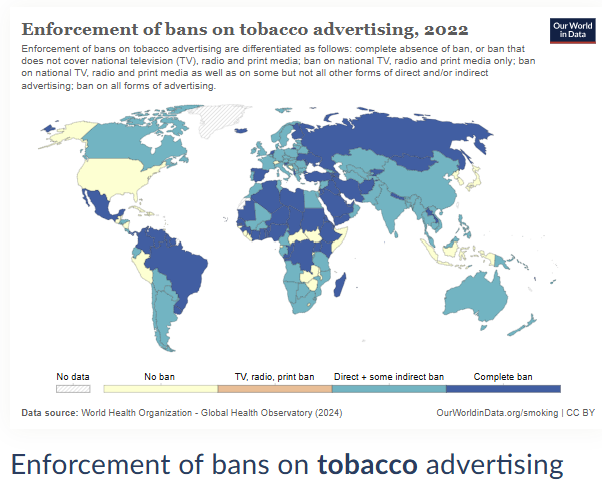 Enforcement of bans on tobacco advertising, 2022
Our World
in Data
Enforcement of bans on tobacco advertising are differentiated as follows: complete absence of ban, or ban that
does not cover national television (TV), radio and print media; ban on national TV, radio and print media only; ban
on national TV, radio and print media as well as on some but not all other forms of direct and/or indirect
advertising; ban on all forms of advertising.
No data
No ban
TV, radio, print ban
Direct + some indirect ban
Complete ban
Data source: World Health Organization - Global Health Observatory (2024)
OurWorldinData.org/smoking | CC BY
Enforcement of bans on tobacco advertising